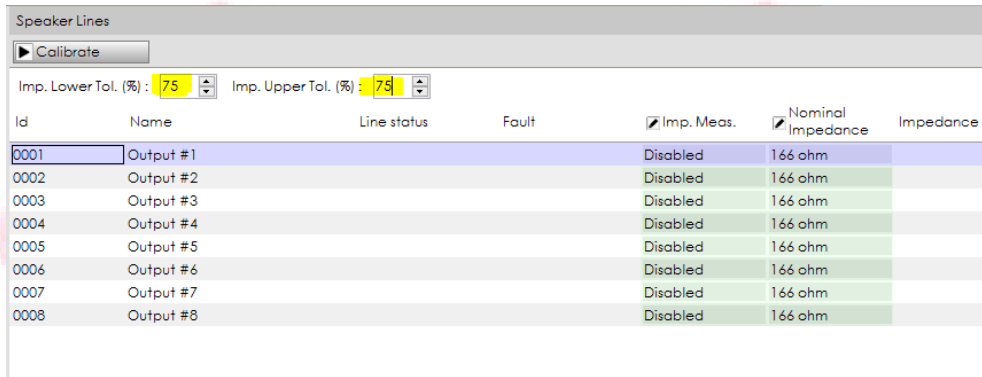 Speaker Lines
Calibrate
Imp. Lower Tol. (%) : 75 Imp. Upper Tol. (%) : 75
Id Name Line status Fault Imp. Meas. Nominal Impedance Impedance
0001 Output #1 Disabled 166 ohm
0002 Output #2 Disabled 166 ohm
0003 Output #3 Disabled 166 ohm
0004 Output #4 Disabled 166 ohm
0005 Output #5 Disabled 166 ohm
0006 Output #6 Disabled 166 ohm
0007 Output #7 Disabled 166 ohm
0008 Output #8 Disabled 166 ohm